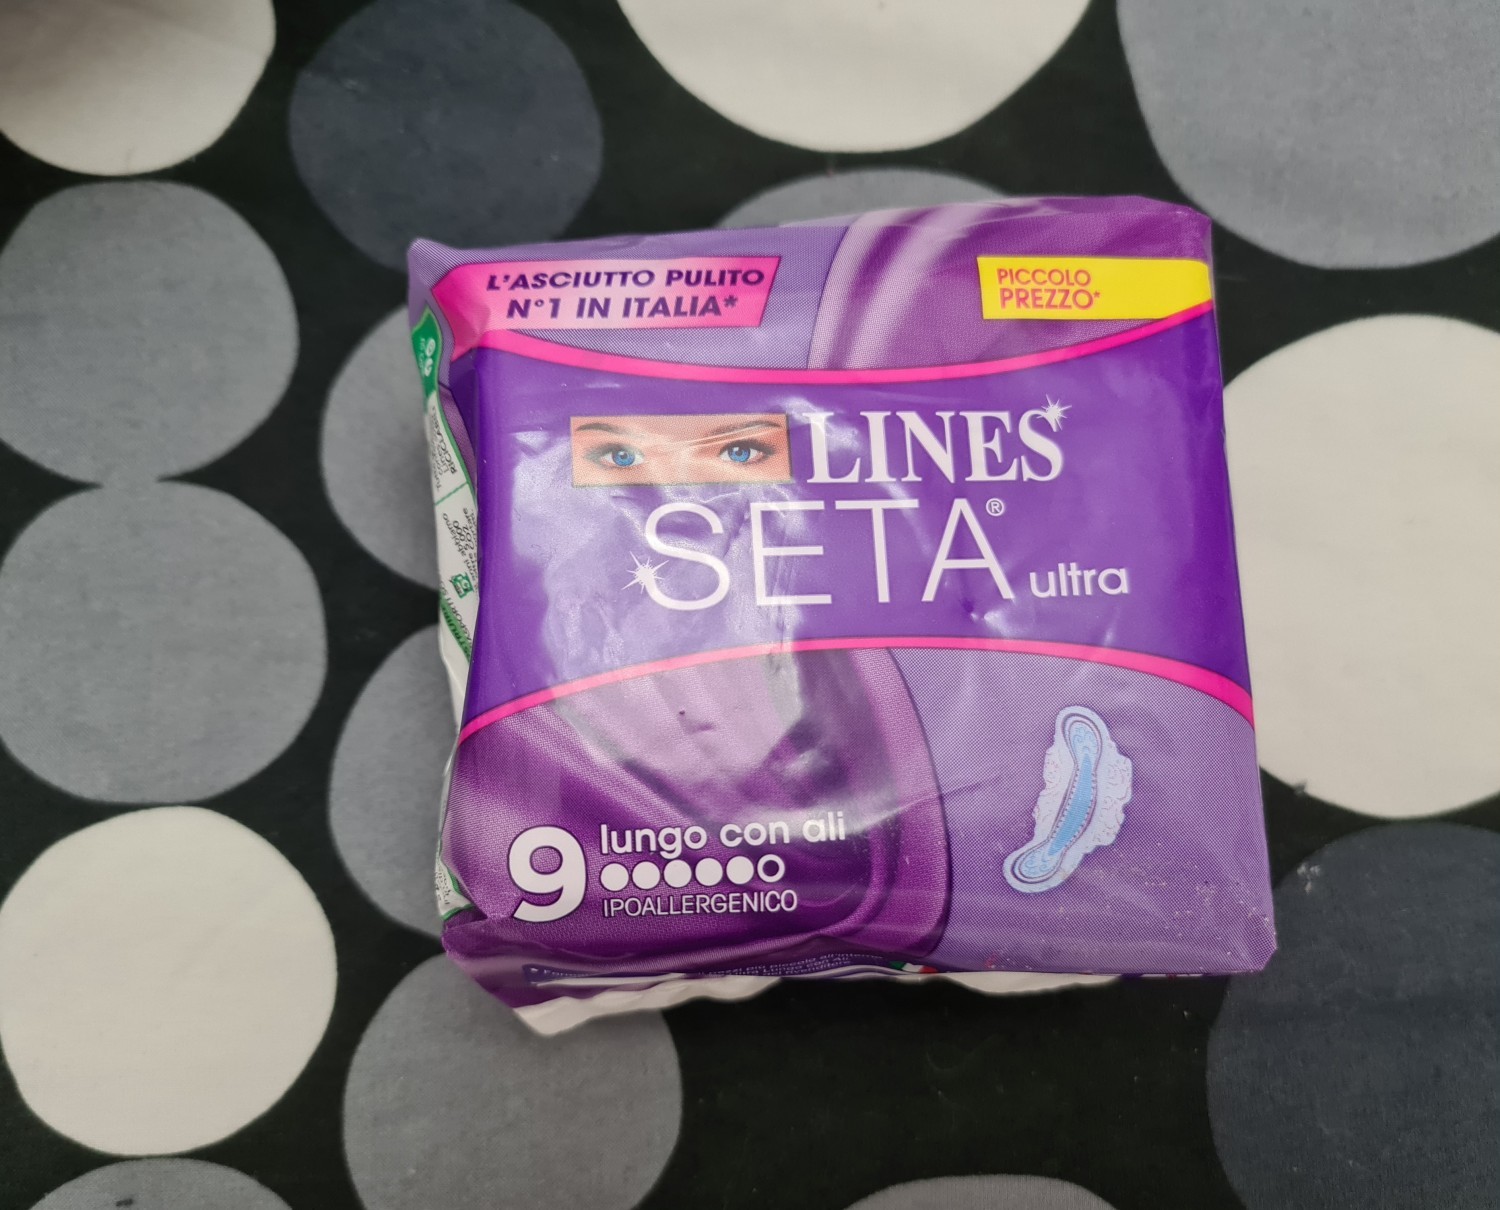 L'ASCIUTTO PULITO
N°1 IN ITALIA*
PICCOLO
PREZZO*
LINES
SETA®
ultra
9
lungo con ali
IPOALLERGENICO